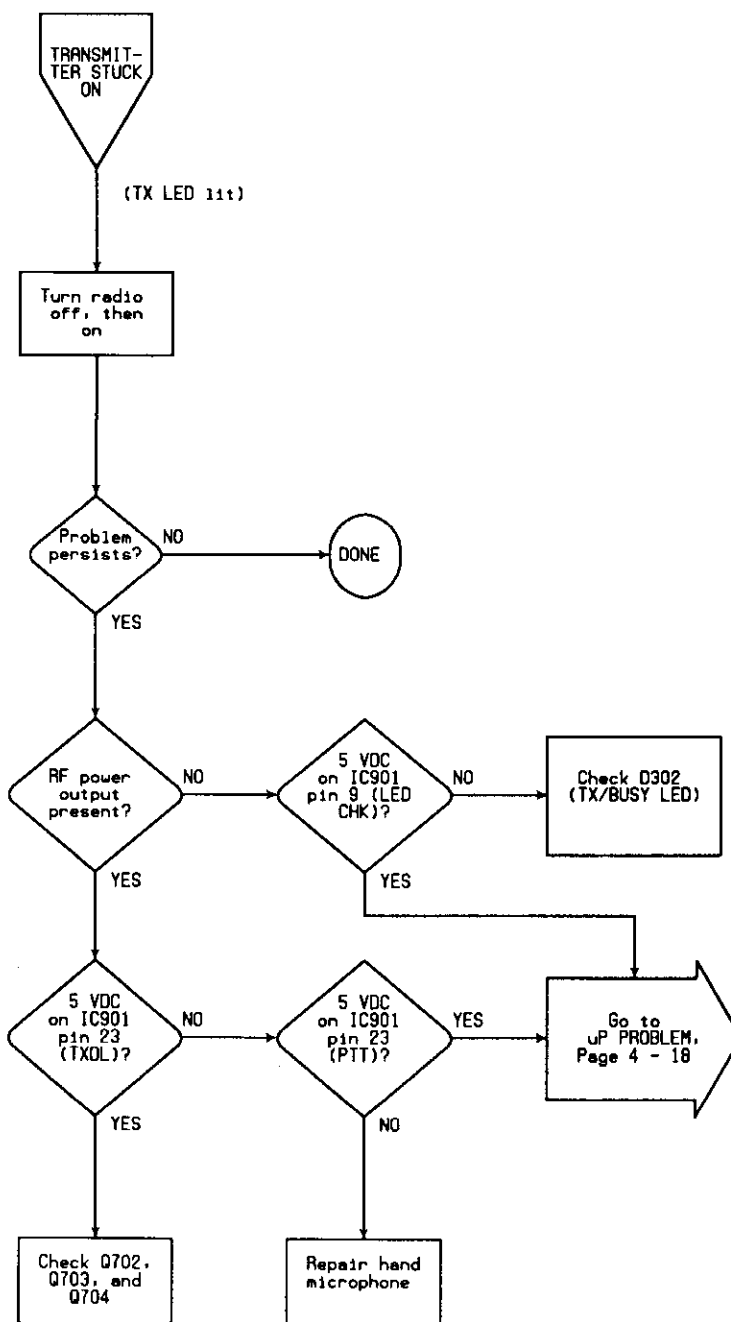 TRANSMIT-
TER STUCK
ON
(TX LED lit)
Turn radio
off, then
on
Problem
persists?
NO
DONE
YES
RF power
output
present?
NO
5 VDC
on IC901
pin 9 (LED
CHK)?
NO
Check D302
(TX/BUSY LED)
YES
YES
5 VDC
on IC901
pin 23
(TXDL)?
NO
5 VDC
on IC901
pin 23
(PTT)?
YES
Go to
uP PROBLEM,
Page 4 - 18
YES
NO
Check Q702,
Q703, and
Q704
Repair hand
microphone